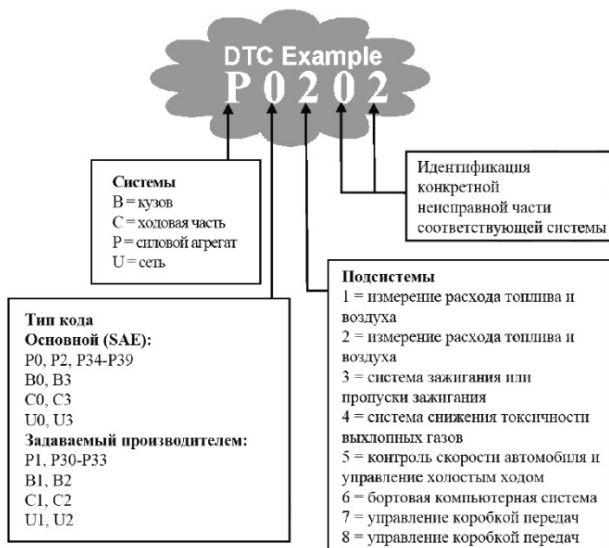 DTC Example
P 0 2 0 2
Системы
B = кузов
C = ходовая часть
P = силовой агрегат
U = сеть
Идентификация
конкретной
неисправной части
соответствующей системы
Тип кода
Основной (SAE):
P0, P2, P34-P39
B0, B3
C0, C3
U0, U3
Задаваемый производителем:
P1, P30-P33
B1, B2
C1, C2
U1, U2
Подсистемы
1 = измерение расхода топлива и
воздуха
2 = измерение расхода топлива и
воздуха
3 = система зажигания или
пропуски зажигания
4 = система снижения токсичности
выхлопных газов
5 = контроль скорости автомобиля и
управление холостым ходом
6 = бортовая компьютерная система
7 = управление коробкой передач
8 = управление коробкой передач